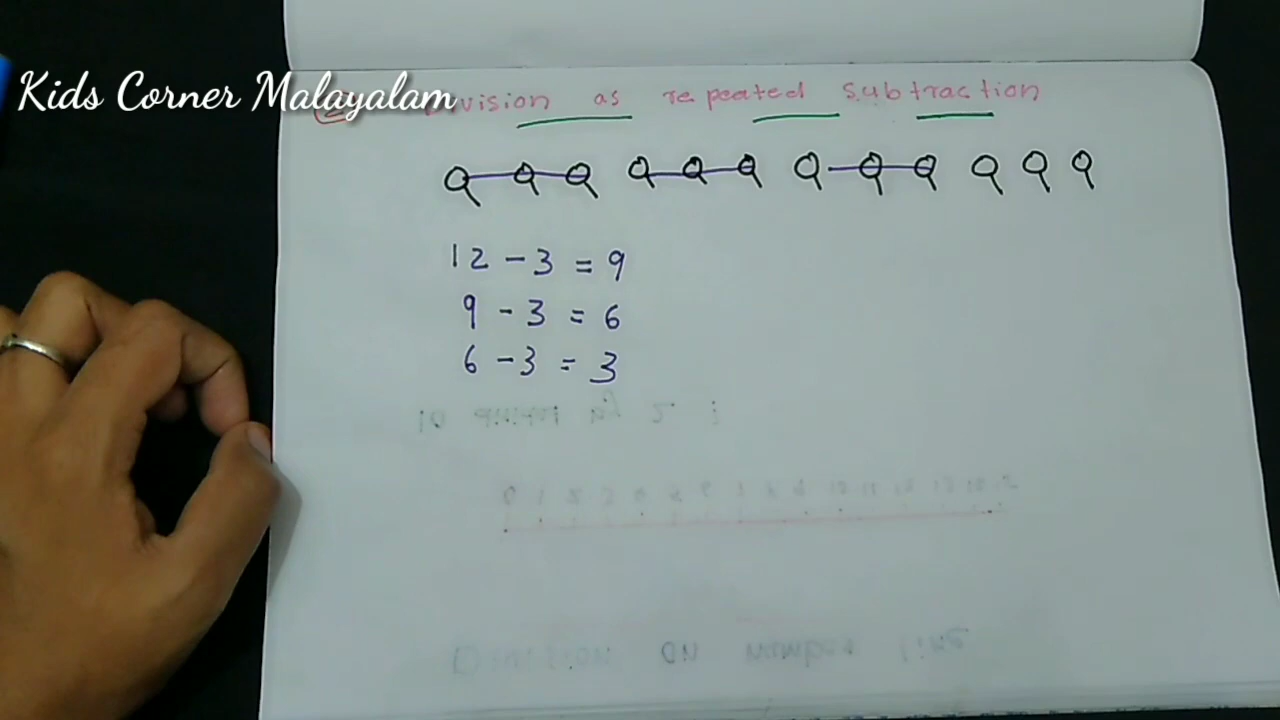 Kids Corner Malayalam
Division as repeated subtraction
12 - 3 = 9
9 - 3 = 6
6 - 3 = 3